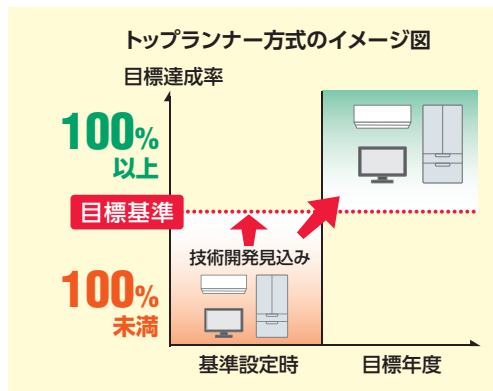 トップランナー方式のイメージ図
目標達成率
100%
以上
目標基準
技術開発見込み
100%
未満
基準設定時
目標年度